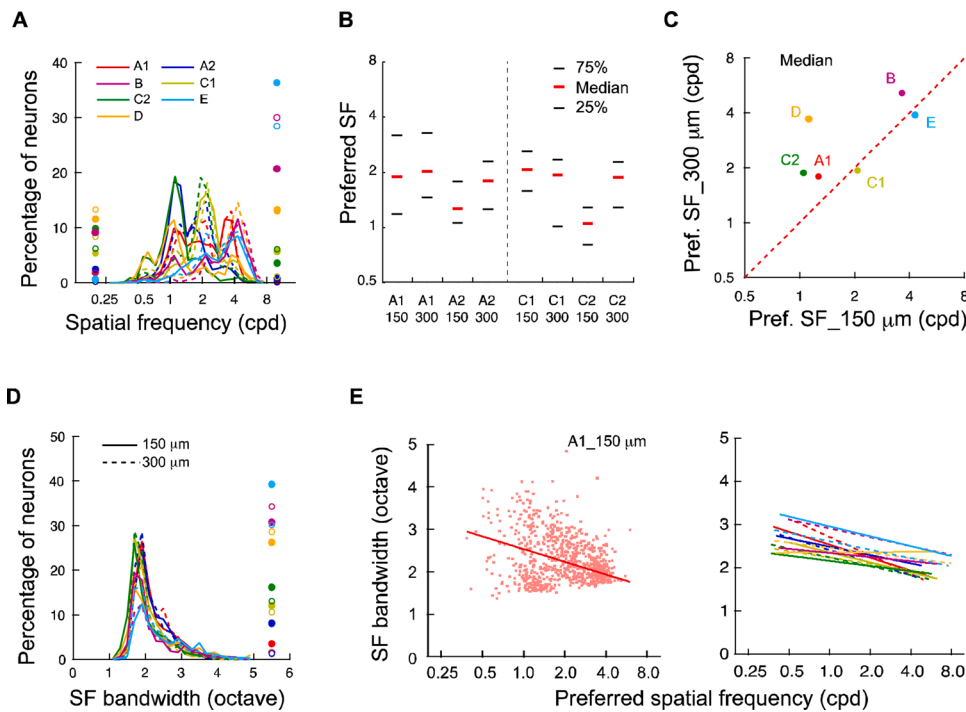 A
40
30
20
10
0
Percentage of neurons
A1 A2
B C1
C2 E
D
0.25 0.5 1 2 4 8
Spatial frequency (cpd)
B
8
4
2
1
0.5
Preferred SF
75%
Median
25%
A1 A1 A2 A2 C1 C1 C2 C2
150 300 150 300 150 300 150 300
C
8
4
2
1
0.5
Pref. SF_300 μm (cpd)
Median
B
D
E
C2 A1 C1
0.5 1 2 4 8
Pref. SF_150 μm (cpd)
D
50
40
30
20
10
0
Percentage of neurons
150 μm
300 μm
0 1 2 3 4 5 6
SF bandwidth (octave)
E
5
4
3
2
1
SF bandwidth (octave)
A1_150 μm
0.25 0.5 1.0 2.0 4.0 8.0
5
4
3
2
1
0.25 0.5 1.0 2.0 4.0 8.0
Preferred spatial frequency (cpd)